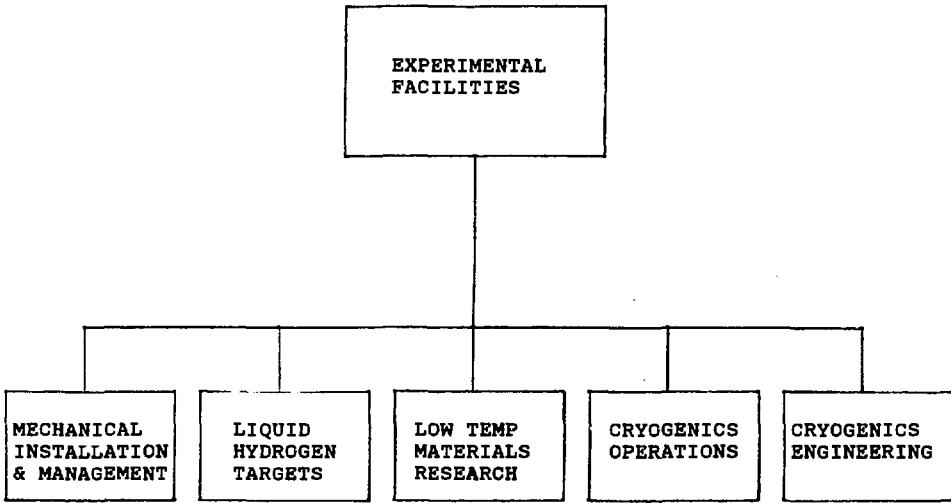 EXPERIMENTAL
FACILITIES
MECHANICAL
INSTALLATION
& MANAGEMENT
LIQUID
HYDROGEN
TARGETS
LOW TEMP
MATERIALS
RESEARCH
CRYOGENICS
OPERATIONS
CRYOGENICS
ENGINEERING